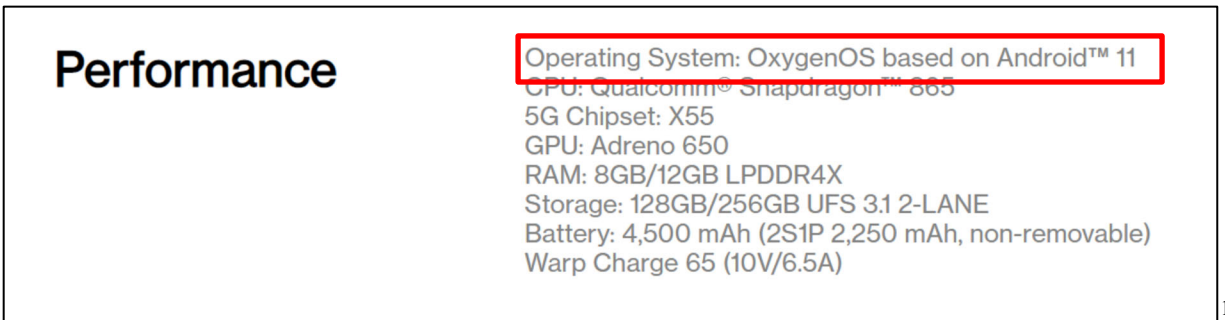 Performance
Operating System: OxygenOS based on Android™ 11
CPU: Qualcomm® Snapdragon™ 865
5G Chipset: X55
GPU: Adreno 650
RAM: 8GB/12GB LPDDR4X
Storage: 128GB/256GB UFS 3.1 2-LANE
Battery: 4,500 mAh (2S1P 2,250 mAh, non-removable)
Warp Charge 65 (10V/6.5A)